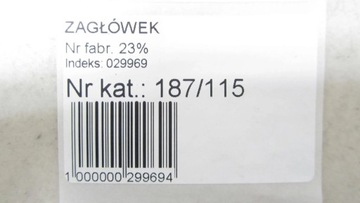 ZAGŁÓWEK
Nr fabr. 23%
Indeks: 029969
Nr kat.: 187/115
1 000000 299694